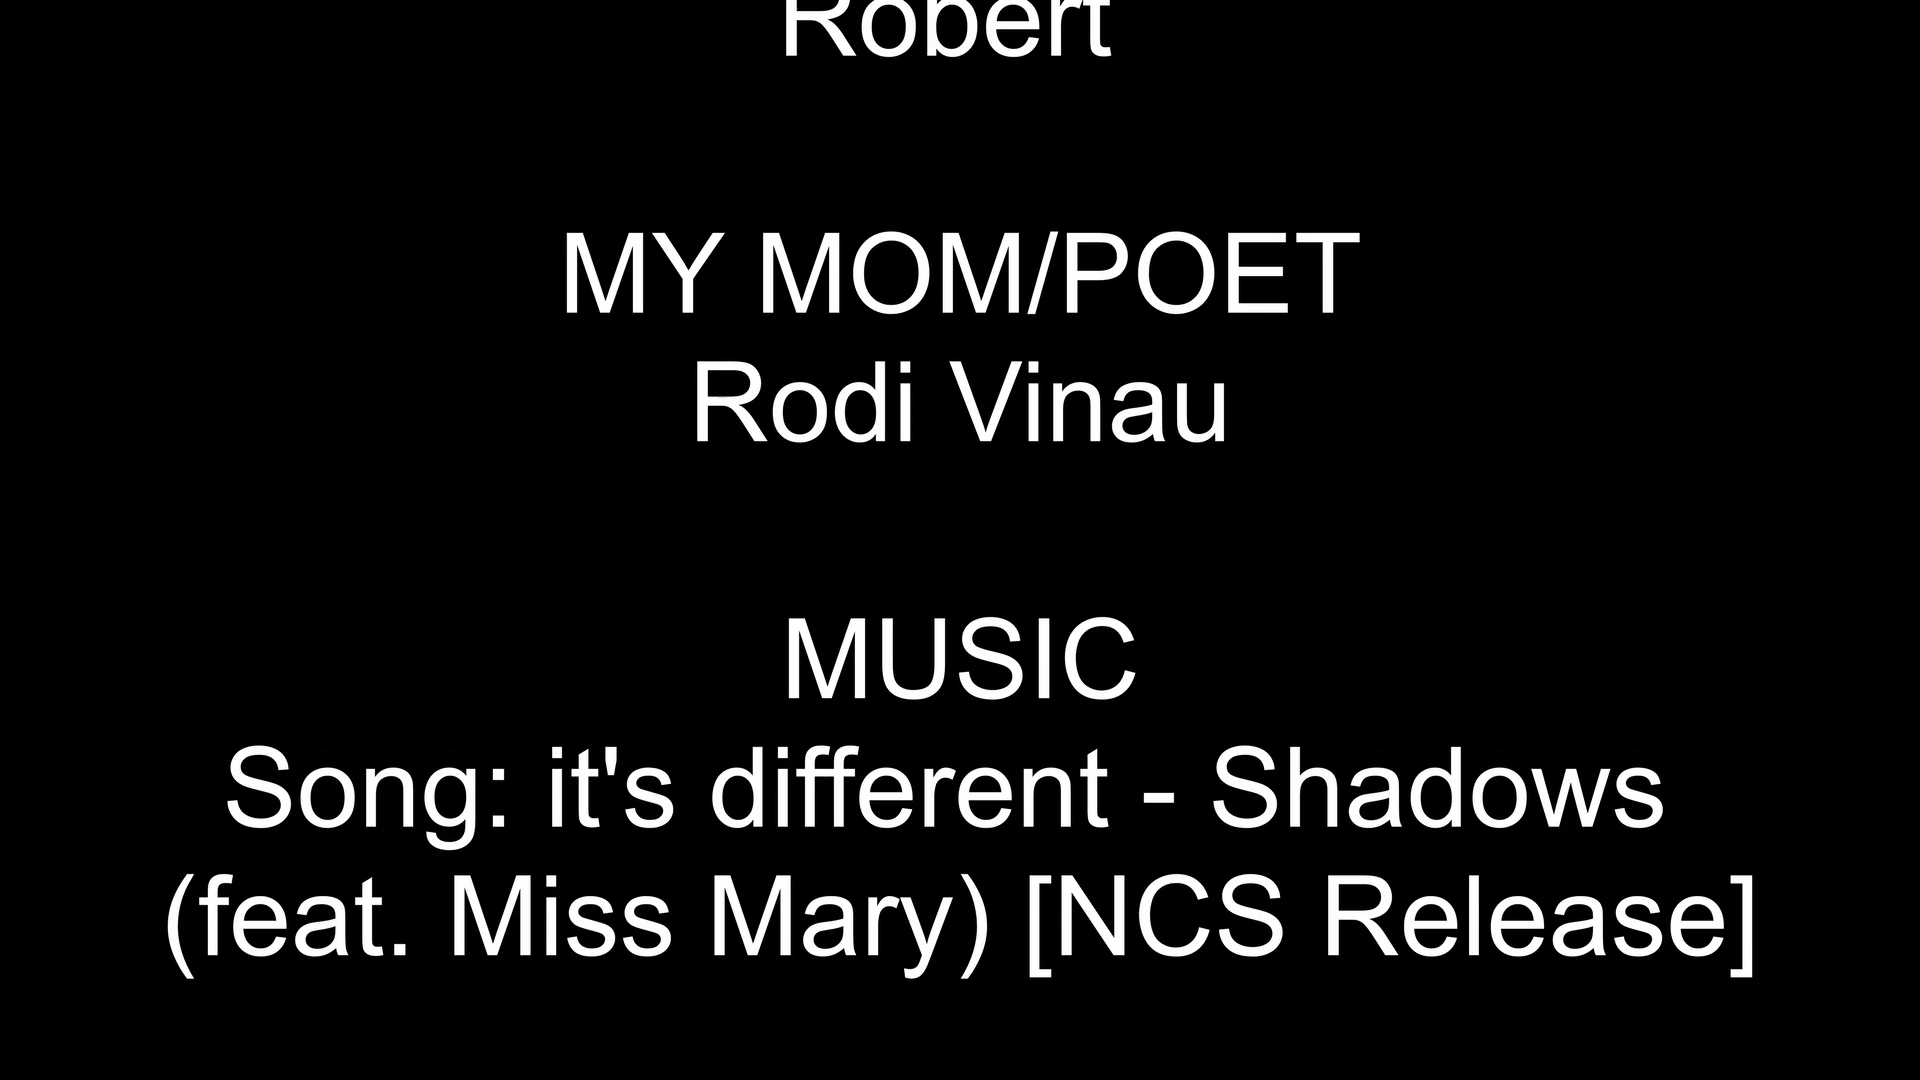 Robert
MY MOM/POET
Rodi Vinau
MUSIC
Song: it's different - Shadows
(feat. Miss Mary) [NCS Release]